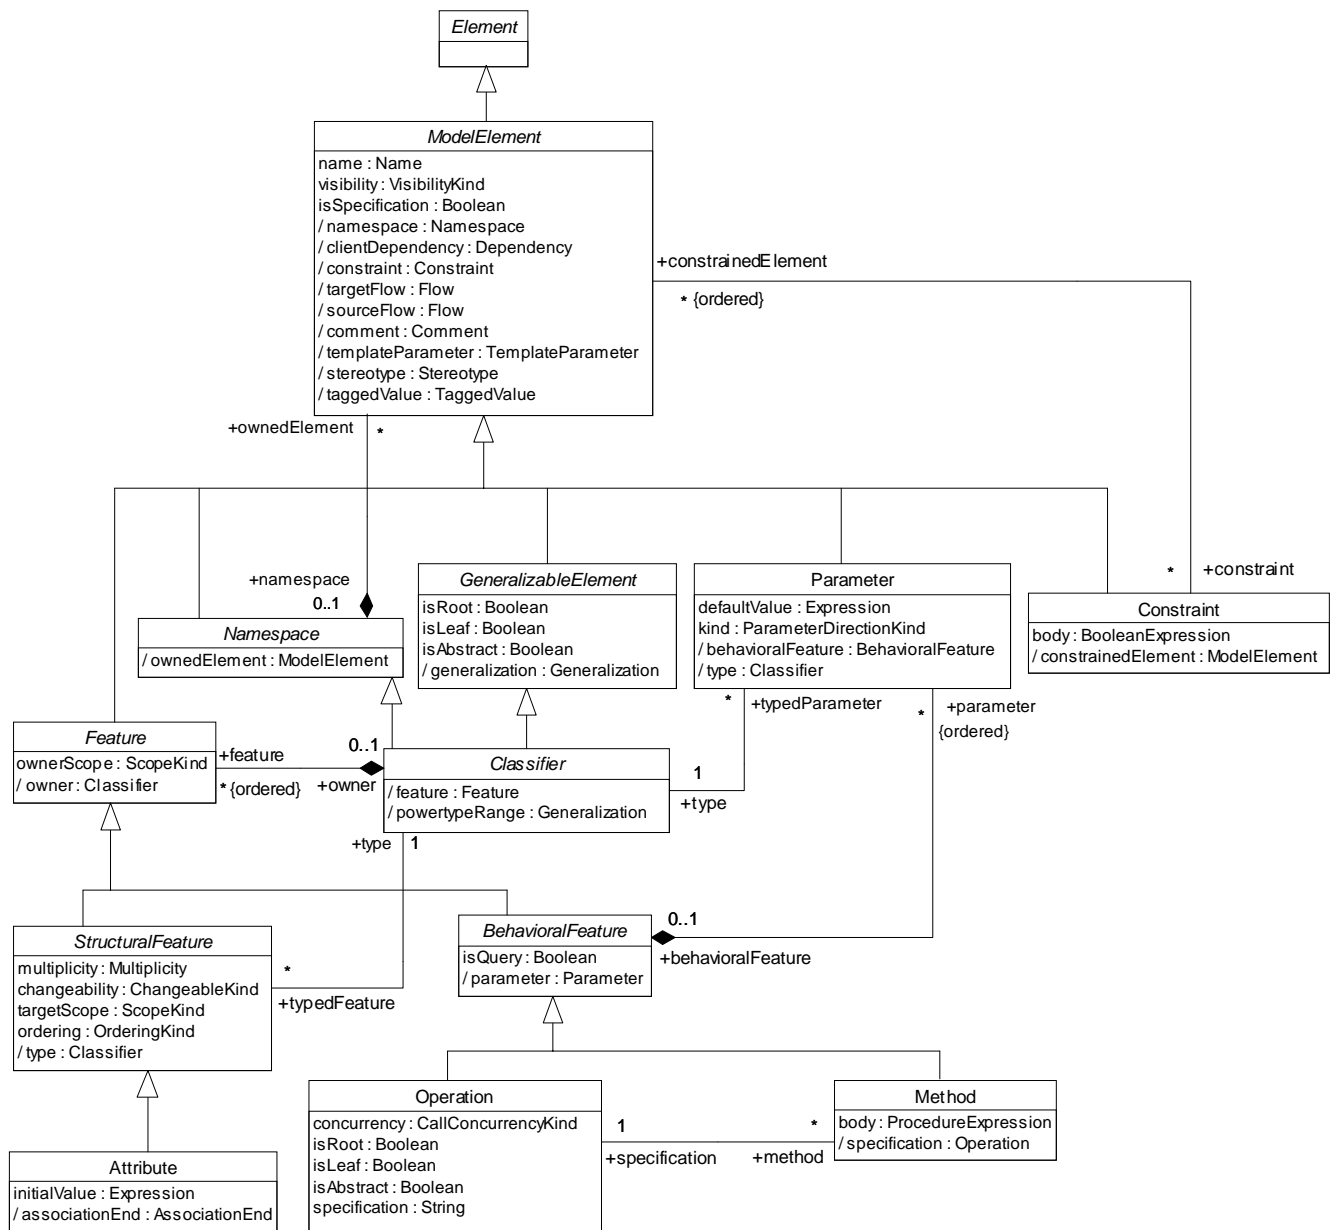 Element
ModelElement
name : Name
visibility : VisibilityKind
isSpecification : Boolean
/ namespace : Namespace
/ clientDependency : Dependency
/ constraint : Constraint
/ targetFlow : Flow
/ sourceFlow : Flow
/ comment : Comment
/ templateParameter : TemplateParameter
/ stereotype : Stereotype
/ taggedValue : TaggedValue
+constrainedElement
* {ordered}
+ownedElement *
+namespace
0..1
* +constraint
Namespace
/ ownedElement : ModelElement
GeneralizableElement
isRoot : Boolean
isLeaf : Boolean
isAbstract : Boolean
/ generalization : Generalization
Parameter
defaultValue : Expression
kind : ParameterDirectionKind
/ behavioralFeature : BehavioralFeature
/ type : Classifier
Constraint
body : BooleanExpression
/ constrainedElement : ModelElement
* +typedParameter
* +parameter
{ordered}
Feature
ownerScope : ScopeKind
/ owner : Classifier
+feature
* {ordered}
0..1
+owner
Classifier
/ feature : Feature
/ powertypeRange : Generalization
1
+type
+type 1
StructuralFeature
multiplicity : Multiplicity
changeability : ChangeableKind
targetScope : ScopeKind
ordering : OrderingKind
/ type : Classifier
*
+typedFeature
BehavioralFeature
isQuery : Boolean
/ parameter : Parameter
0..1
+behavioralFeature
Attribute
initialValue : Expression
/ associationEnd : AssociationEnd
Operation
concurrency : CallConcurrencyKind
isRoot : Boolean
isLeaf : Boolean
isAbstract : Boolean
specification : String
1
+specification
*
+method
Method
body : ProcedureExpression
/ specification : Operation